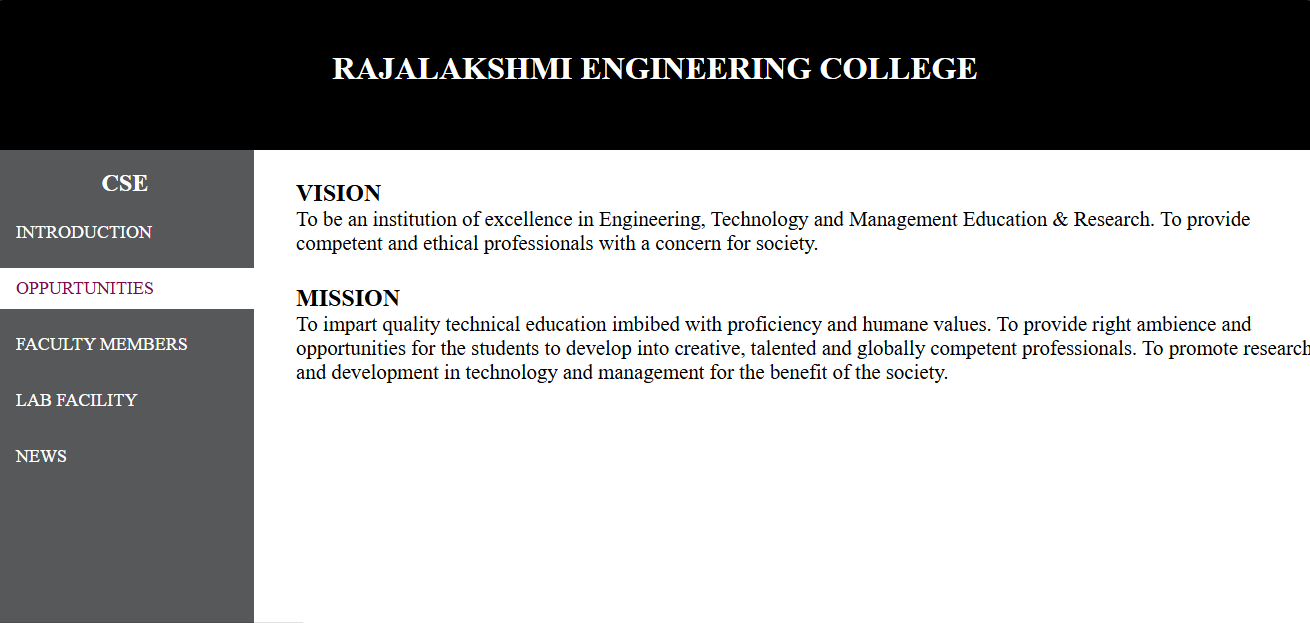 RAJALAKSHMI ENGINEERING COLLEGE
CSE
INTRODUCTION
OPPURTUNITIES
FACULTY MEMBERS
LAB FACILITY
NEWS
VISION
To be an institution of excellence in Engineering, Technology and Management Education & Research. To provide
competent and ethical professionals with a concern for society.
MISSION
To impart quality technical education imbibed with proficiency and humane values. To provide right ambience and
opportunities for the students to develop into creative, talented and globally competent professionals. To promote research
and development in technology and management for the benefit of the society.